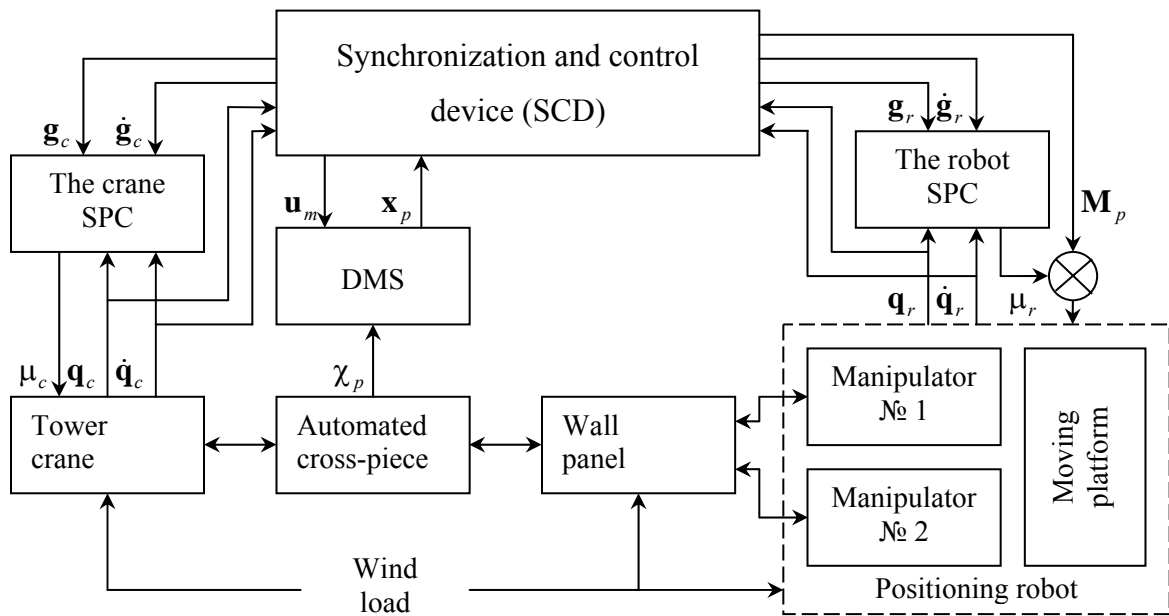 Synchronization and control
device (SCD)
g_c ġ_c
g_r ġ_r
The crane
SPC
u_m x_p
The robot
SPC
M_p
DMS
q_r q̇_r μ_r
μ_c q_c q̇_c
χ_p
Tower
crane
Automated
cross-piece
Wall
panel
Manipulator
№ 1
Manipulator
№ 2
Moving
platform
Positioning robot
Wind
load